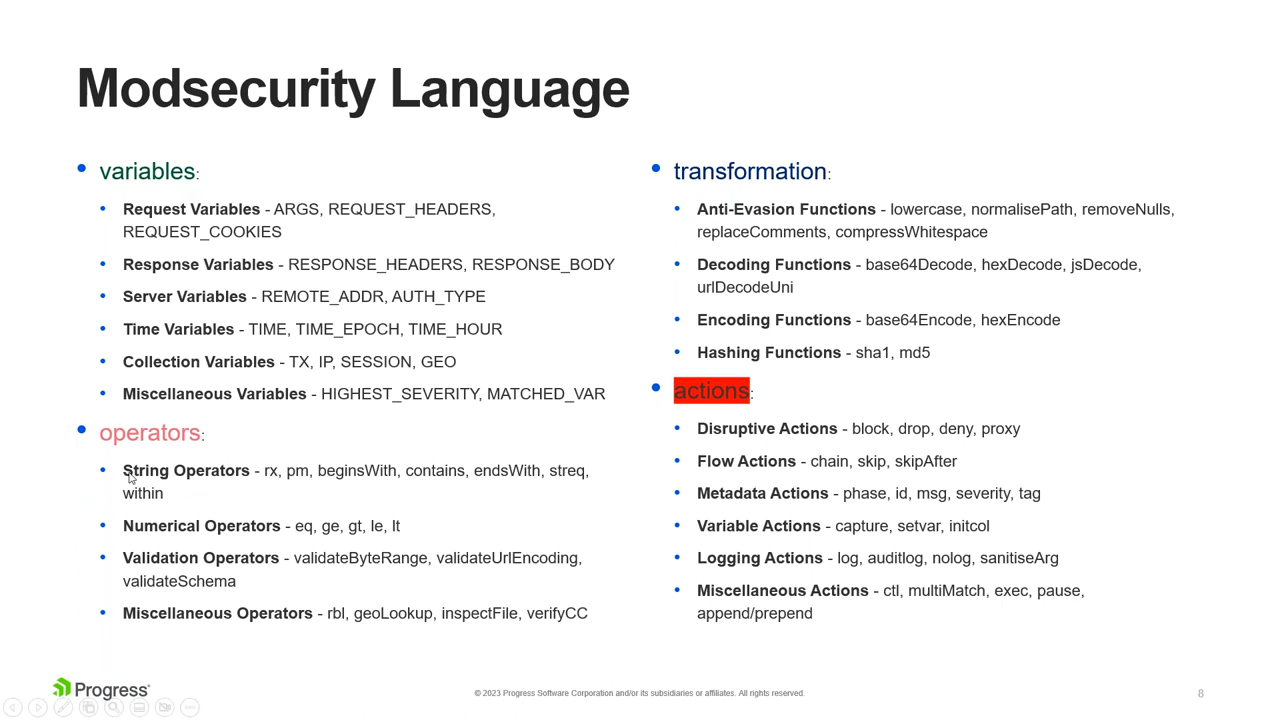 Modsecurity Language
• variables:
• Request Variables - ARGS, REQUEST_HEADERS,
REQUEST_COOKIES
• Response Variables - RESPONSE_HEADERS, RESPONSE_BODY
• Server Variables - REMOTE_ADDR, AUTH_TYPE
• Time Variables - TIME, TIME_EPOCH, TIME_HOUR
• Collection Variables - TX, IP, SESSION, GEO
• Miscellaneous Variables - HIGHEST_SEVERITY, MATCHED_VAR
• operators:
• String Operators - rx, pm, beginsWith, contains, endsWith, streq,
within
• Numerical Operators - eq, ge, gt, le, lt
• Validation Operators - validateByteRange, validateUrlEncoding,
validateSchema
• Miscellaneous Operators - rbl, geoLookup, inspectFile, verifyCC
• transformation:
• Anti-Evasion Functions - lowercase, normalisePath, removeNulls,
replaceComments, compressWhitespace
• Decoding Functions - base64Decode, hexDecode, jsDecode,
urlDecodeUni
• Encoding Functions - base64Encode, hexEncode
• Hashing Functions - sha1, md5
• actions:
• Disruptive Actions - block, drop, deny, proxy
• Flow Actions - chain, skip, skipAfter
• Metadata Actions - phase, id, msg, severity, tag
• Variable Actions - capture, setvar, initcol
• Logging Actions - log, auditlog, nolog, sanitiseArg
• Miscellaneous Actions - ctl, multiMatch, exec, pause,
append/prepend
Progress
© 2023 Progress Software Corporation and/or its subsidiaries or affiliates. All rights reserved.
8